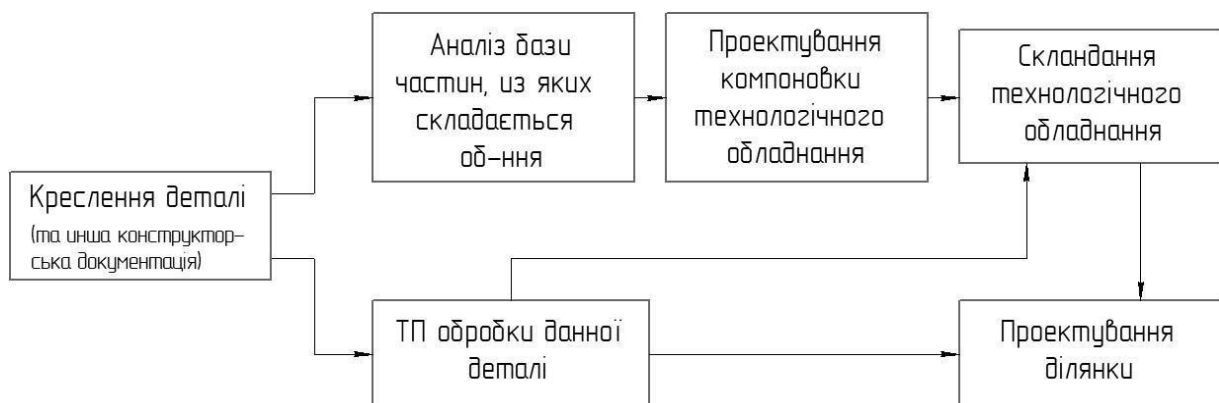 Аналіз бази
частин, из яких
складається
об-ння
Проектування
компоновки
технологічного
обладнання
Скландання
технологічного
обладнання
Креслення деталі
(та инша конструктор-
ська документація)
ТП обробки данної
деталі
Проектування
ділянки